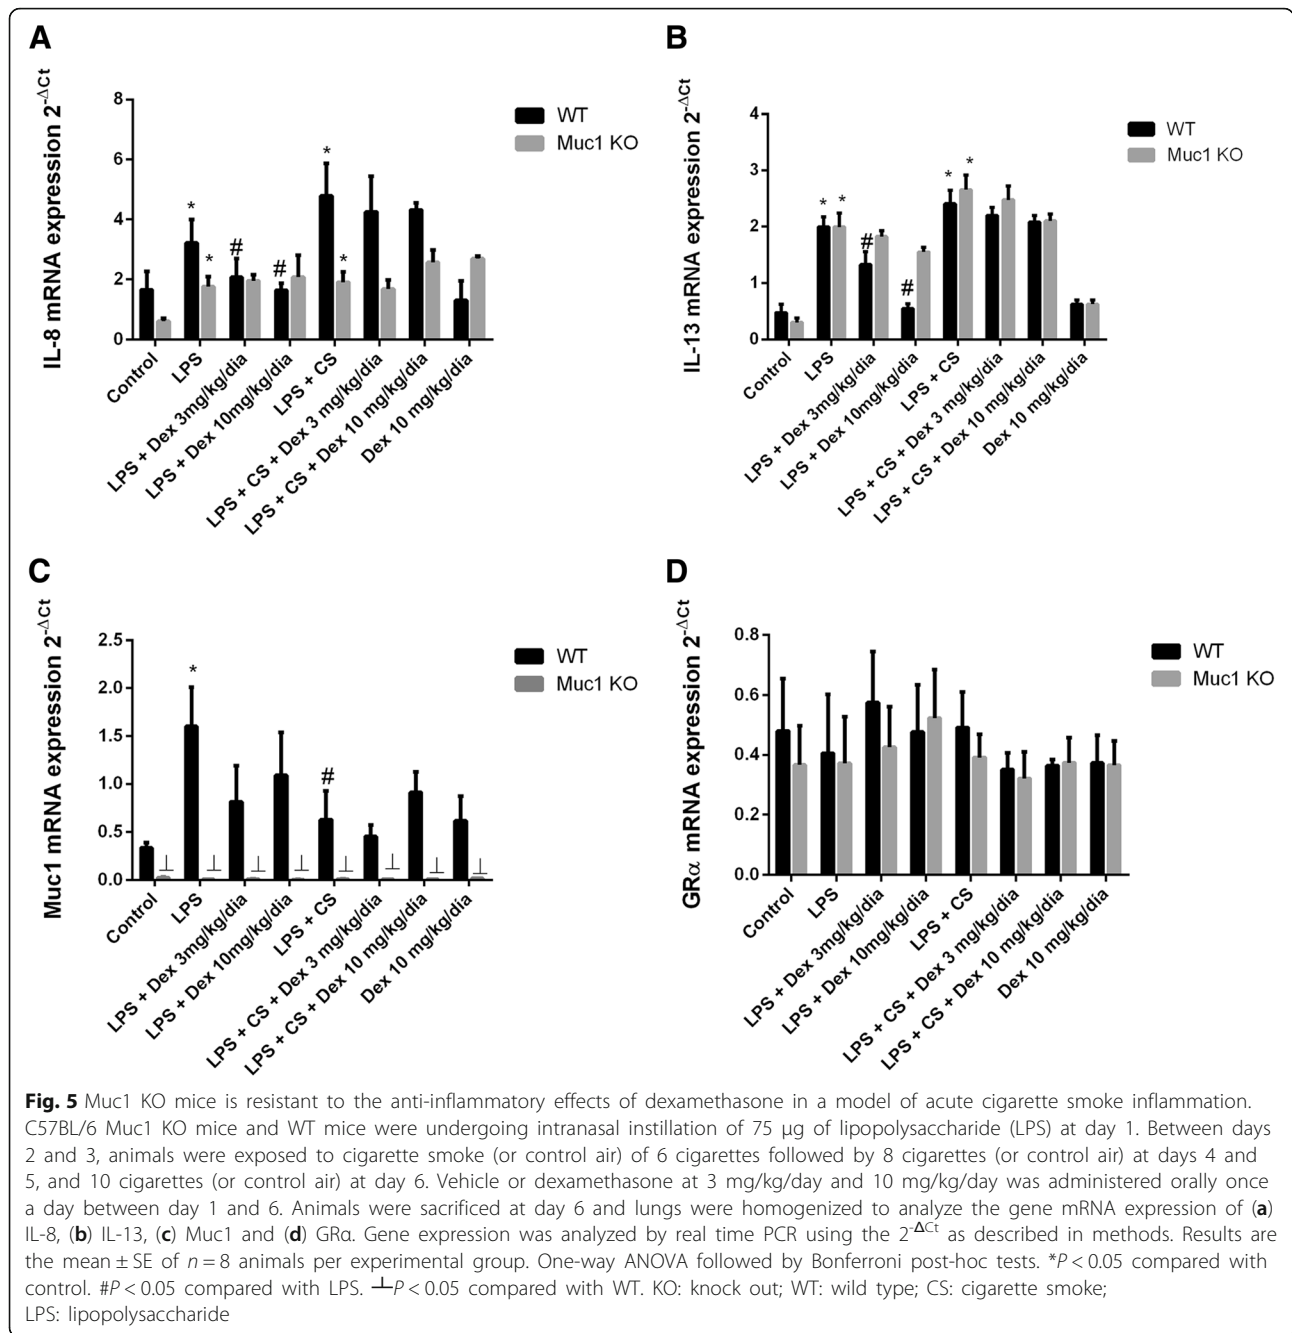 A
IL-8 mRNA expression 2-ΔCt
8
6
4
2
0
WT
Muc1 KO
*
*
#
#
*
*
Control
LPS
LPS + Dex 3mg/kg/dia
LPS + Dex 10mg/kg/dia
LPS + CS
LPS + CS + Dex 3 mg/kg/dia
LPS + CS + Dex 10 mg/kg/dia
Dex 10 mg/kg/dia
B
IL-13 mRNA expression 2-ΔCt
4
3
2
1
0
WT
Muc1 KO
*
*
#
#
*
*
Control
LPS
LPS + Dex 3mg/kg/dia
LPS + Dex 10mg/kg/dia
LPS + CS
LPS + CS + Dex 3 mg/kg/dia
LPS + CS + Dex 10 mg/kg/dia
Dex 10 mg/kg/dia
C
Muc1 mRNA expression 2-ΔCt
2.5
2.0
1.5
1.0
0.5
0.0
WT
Muc1 KO
*
#
⊥ ⊥ ⊥ ⊥ ⊥ ⊥ ⊥ ⊥
Control
LPS
LPS + Dex 3mg/kg/dia
LPS + Dex 10mg/kg/dia
LPS + CS
LPS + CS + Dex 3 mg/kg/dia
LPS + CS + Dex 10 mg/kg/dia
Dex 10 mg/kg/dia
D
GRα mRNA expression 2-ΔCt
0.8
0.6
0.4
0.2
0.0
WT
Muc1 KO
Control
LPS
LPS + Dex 3mg/kg/dia
LPS + Dex 10mg/kg/dia
LPS + CS
LPS + CS + Dex 3 mg/kg/dia
LPS + CS + Dex 10 mg/kg/dia
Dex 10 mg/kg/dia
Fig. 5 Muc1 KO mice is resistant to the anti-inflammatory effects of dexamethasone in a model of acute cigarette smoke inflammation.
C57BL/6 Muc1 KO mice and WT mice were undergoing intranasal instillation of 75 μg of lipopolysaccharide (LPS) at day 1. Between days
2 and 3, animals were exposed to cigarette smoke (or control air) of 6 cigarettes followed by 8 cigarettes (or control air) at days 4 and
5, and 10 cigarettes (or control air) at day 6. Vehicle or dexamethasone at 3 mg/kg/day and 10 mg/kg/day was administered orally once
a day between day 1 and 6. Animals were sacrificed at day 6 and lungs were homogenized to analyze the gene mRNA expression of (a)
IL-8, (b) IL-13, (c) Muc1 and (d) GRα. Gene expression was analyzed by real time PCR using the 2-ΔCt as described in methods. Results are
the mean ± SE of n = 8 animals per experimental group. One-way ANOVA followed by Bonferroni post-hoc tests. *P < 0.05 compared with
control. #P < 0.05 compared with LPS. ⊥P < 0.05 compared with WT. KO: knock out; WT: wild type; CS: cigarette smoke;
LPS: lipopolysaccharide